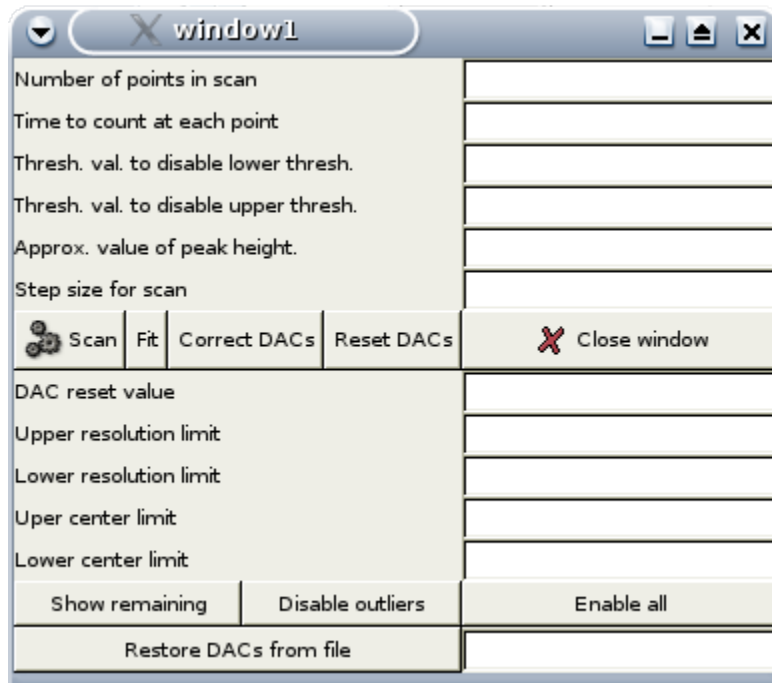 window1
Number of points in scan
Time to count at each point
Thresh. val. to disable lower thresh.
Thresh. val. to disable upper thresh.
Approx. value of peak height.
Step size for scan
Scan Fit Correct DACs Reset DACs Close window
DAC reset value
Upper resolution limit
Lower resolution limit
Uper center limit
Lower center limit
Show remaining Disable outliers Enable all
Restore DACs from file